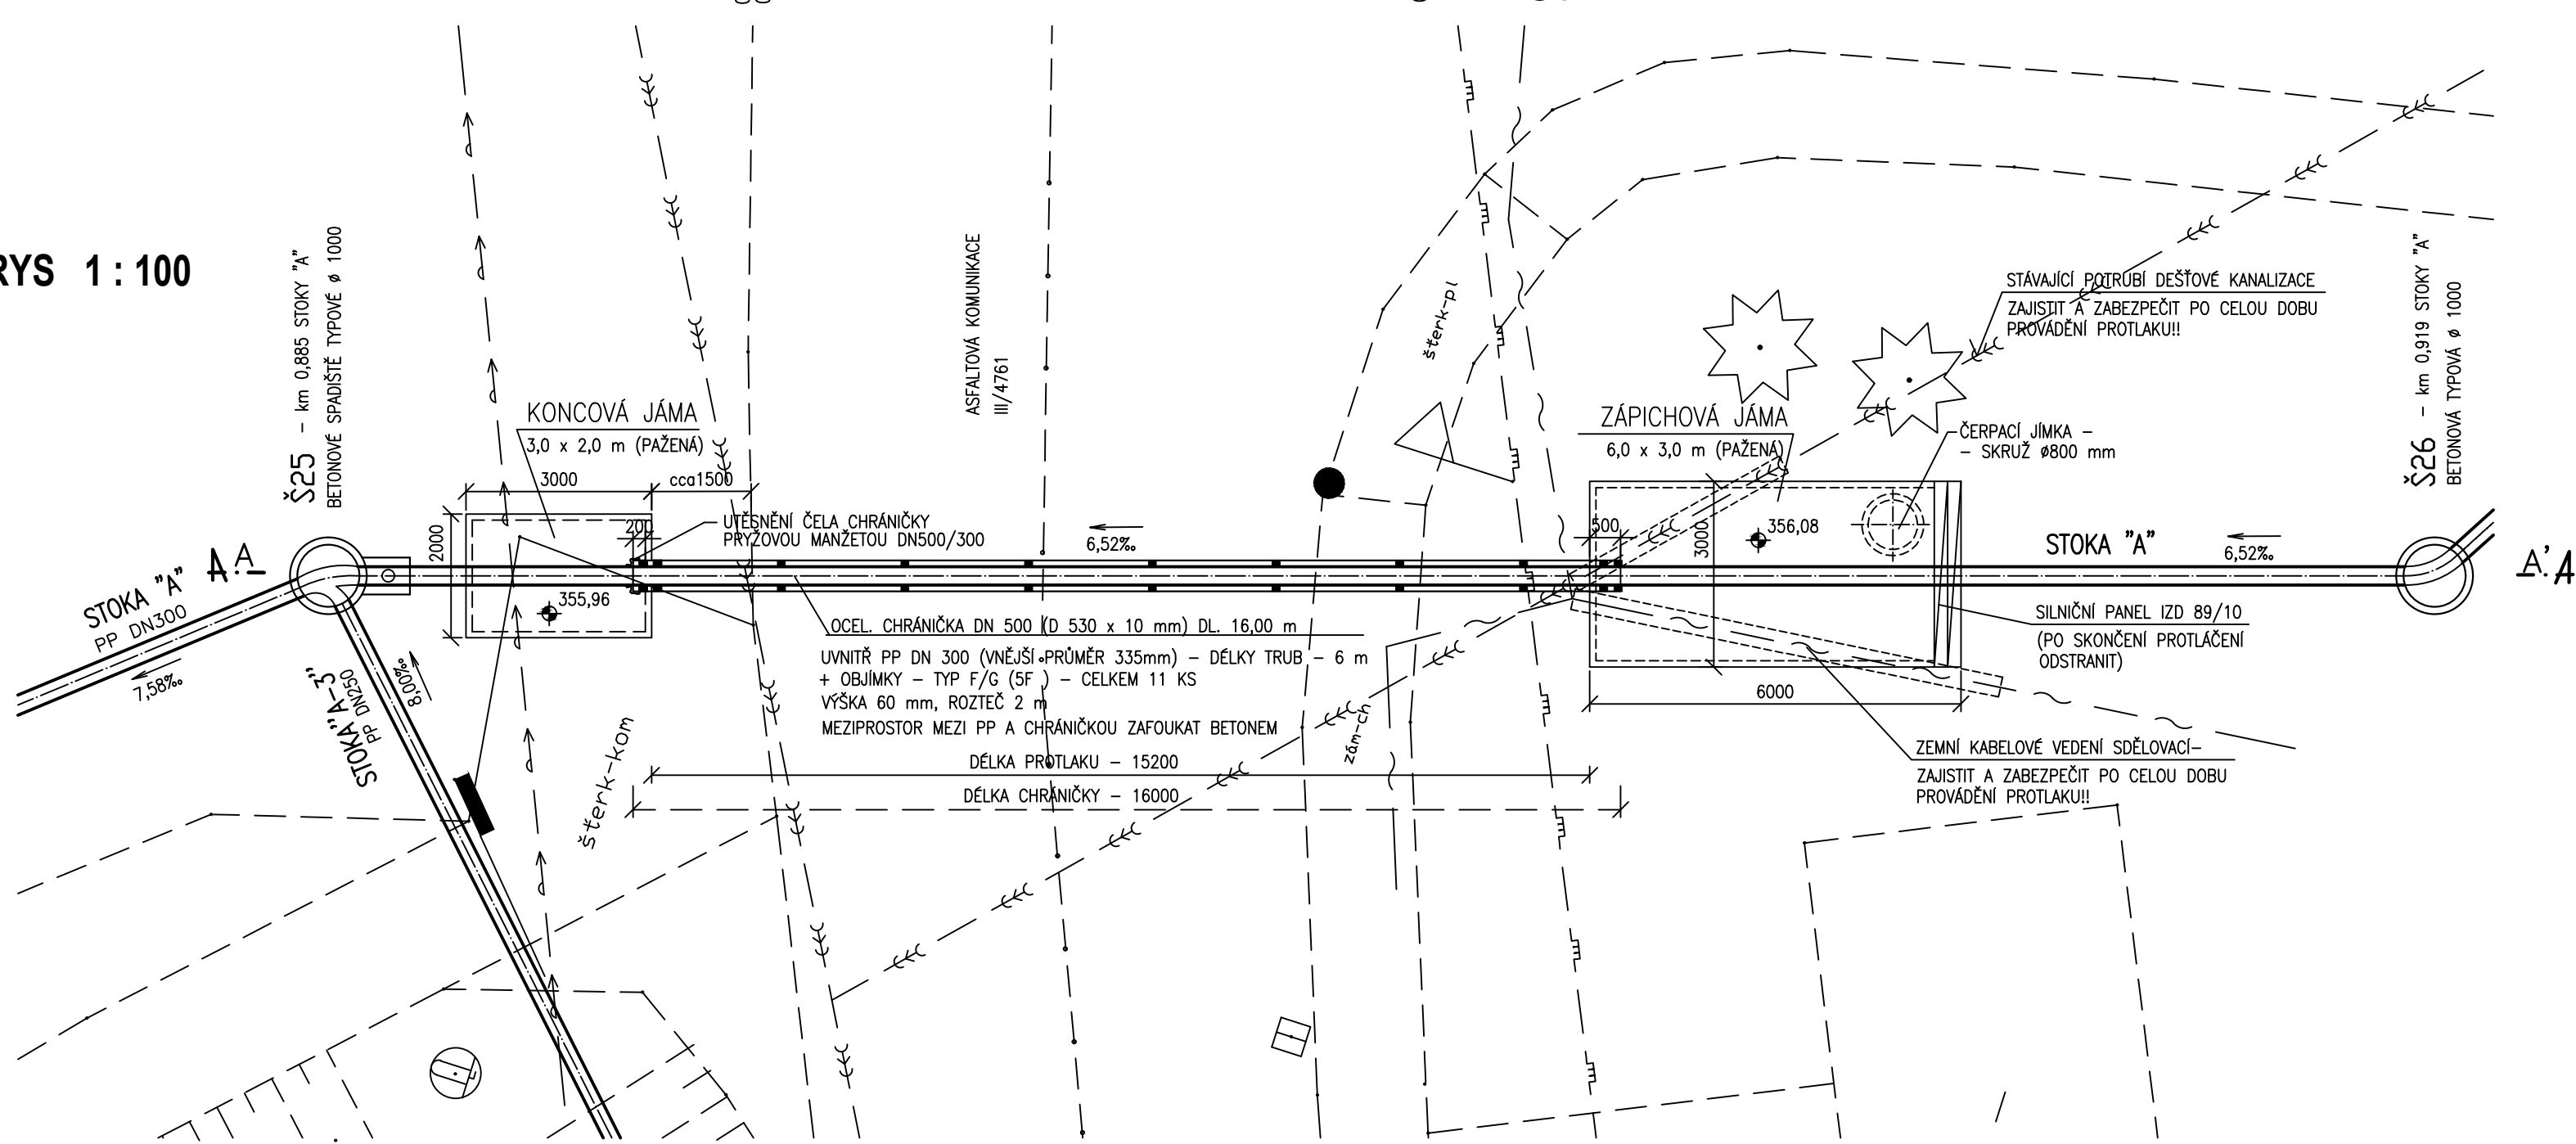 RYS 1 : 100
Š25 - km 0,885 STOKY "A"
BETONOVÉ SPADIŠTĚ TYPOVÉ ø 1000
ASFALTOVÁ KOMUNIKACE
III/4761
šterk-pl
STÁVAJÍCÍ POTRUBÍ DEŠŤOVÉ KANALIZACE
ZAJISTIT A ZABEZPEČIT PO CELOU DOBU
PROVÁDĚNÍ PROTLAKU!!
Š26 - km 0,919 STOKY "A"
BETONOVÁ TYPOVÁ ø 1000
KONCOVÁ JÁMA
3,0 x 2,0 m (PAŽENÁ)
3000
cca1500
2000
200
ZÁPICHOVÁ JÁMA
6,0 x 3,0 m (PAŽENÁ)
ČERPACÍ JÍMKA -
- SKRUŽ ø800 mm
UTĚSNĚNÍ ČELA CHRÁNIČKY
PRYŽOVOU MANŽETOU DN500/300
6,52‰
500
3000
356,08
STOKA "A"
6,52‰
A A
A' A
STOKA "A"
PP DN300
7,58‰
355,96
STOKA"A-3"
PP DN250
8,00‰
OCEL. CHRÁNIČKA DN 500 (D 530 x 10 mm) DL. 16,00 m
UVNITŘ PP DN 300 (VNĚJŠÍ PRŮMĚR 335mm) - DÉLKY TRUB - 6 m
+ OBJÍMKY - TYP F/G (5F ) - CELKEM 11 KS
VÝŠKA 60 mm, ROZTEČ 2 m
MEZIPROSTOR MEZI PP A CHRÁNIČKOU ZAFOUKAT BETONEM
DÉLKA PROTLAKU - 15200
DÉLKA CHRÁNIČKY - 16000
šterk-kom
zám-ch
6000
SILNIČNÍ PANEL IZD 89/10
(PO SKONČENÍ PROTLÁČENÍ
ODSTRANIT)
ZEMNÍ KABELOVÉ VEDENÍ SDĚLOVACÍ-
ZAJISTIT A ZABEZPEČIT PO CELOU DOBU
PROVÁDĚNÍ PROTLAKU!!